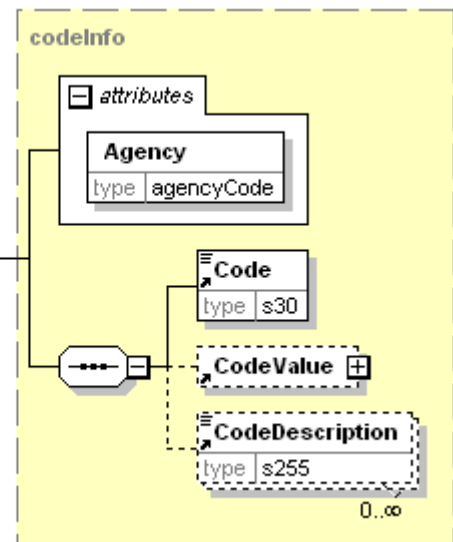 codeInfo
attributes
Agency
type agencyCode
Code
type s30
CodeValue
CodeDescription
type s255
0..∞